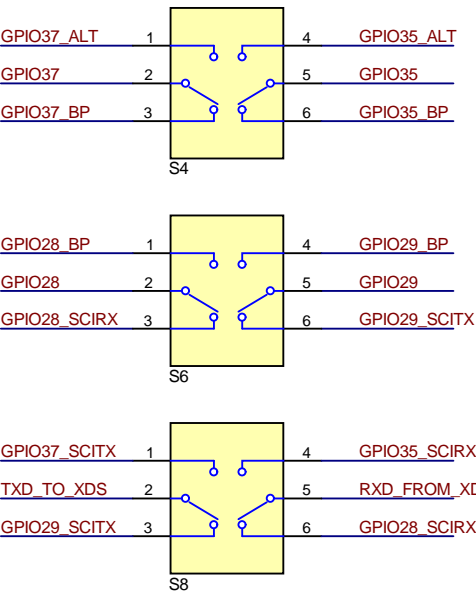 GPIO37_ALT 1 4 GPIO35_ALT
GPIO37 2 5 GPIO35
GPIO37_BP 3 6 GPIO35_BP
S4
GPIO28_BP 1 4 GPIO29_BP
GPIO28 2 5 GPIO29
GPIO28_SCIRX 3 6 GPIO29_SCITX
S6
GPIO37_SCITX 1 4 GPIO35_SCIRX
TXD_TO_XDS 2 5 RXD_FROM_XD
GPIO29_SCITX 3 6 GPIO28_SCIRX
S8